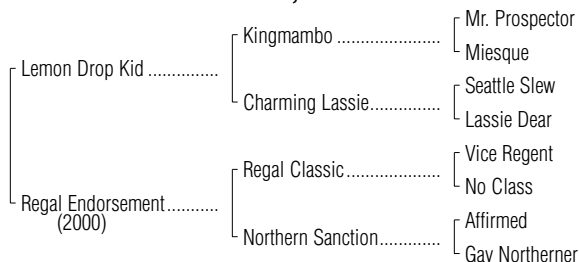 Mr. Prospector
Kingmambo ......................
Miesque
Lemon Drop Kid ...............
Seattle Slew
Charming Lassie...............
Lassie Dear
Vice Regent
Regal Classic....................
No Class
Regal Endorsement...........
(2000)
Affirmed
Northern Sanction.............
Gay Northerner